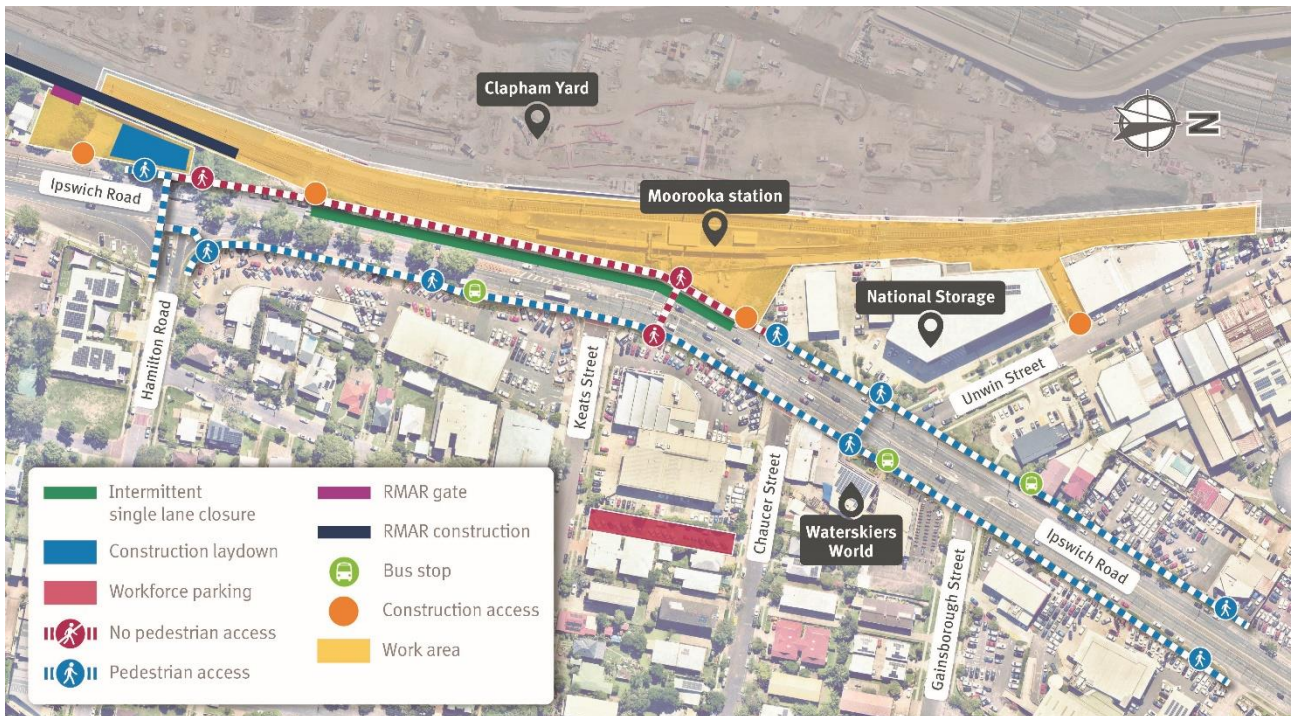 Clapham Yard
N
Moorooka station
Ipswich Road
National Storage
Hamilton Road
Keats Street
Unwin Street
Chaucer Street
Waterskiers
World
Ipswich Road
Gainsborough Street
Intermittent
single lane closure
Construction laydown
Workforce parking
No pedestrian access
Pedestrian access
RMAR gate
RMAR construction
Bus stop
Construction access
Work area